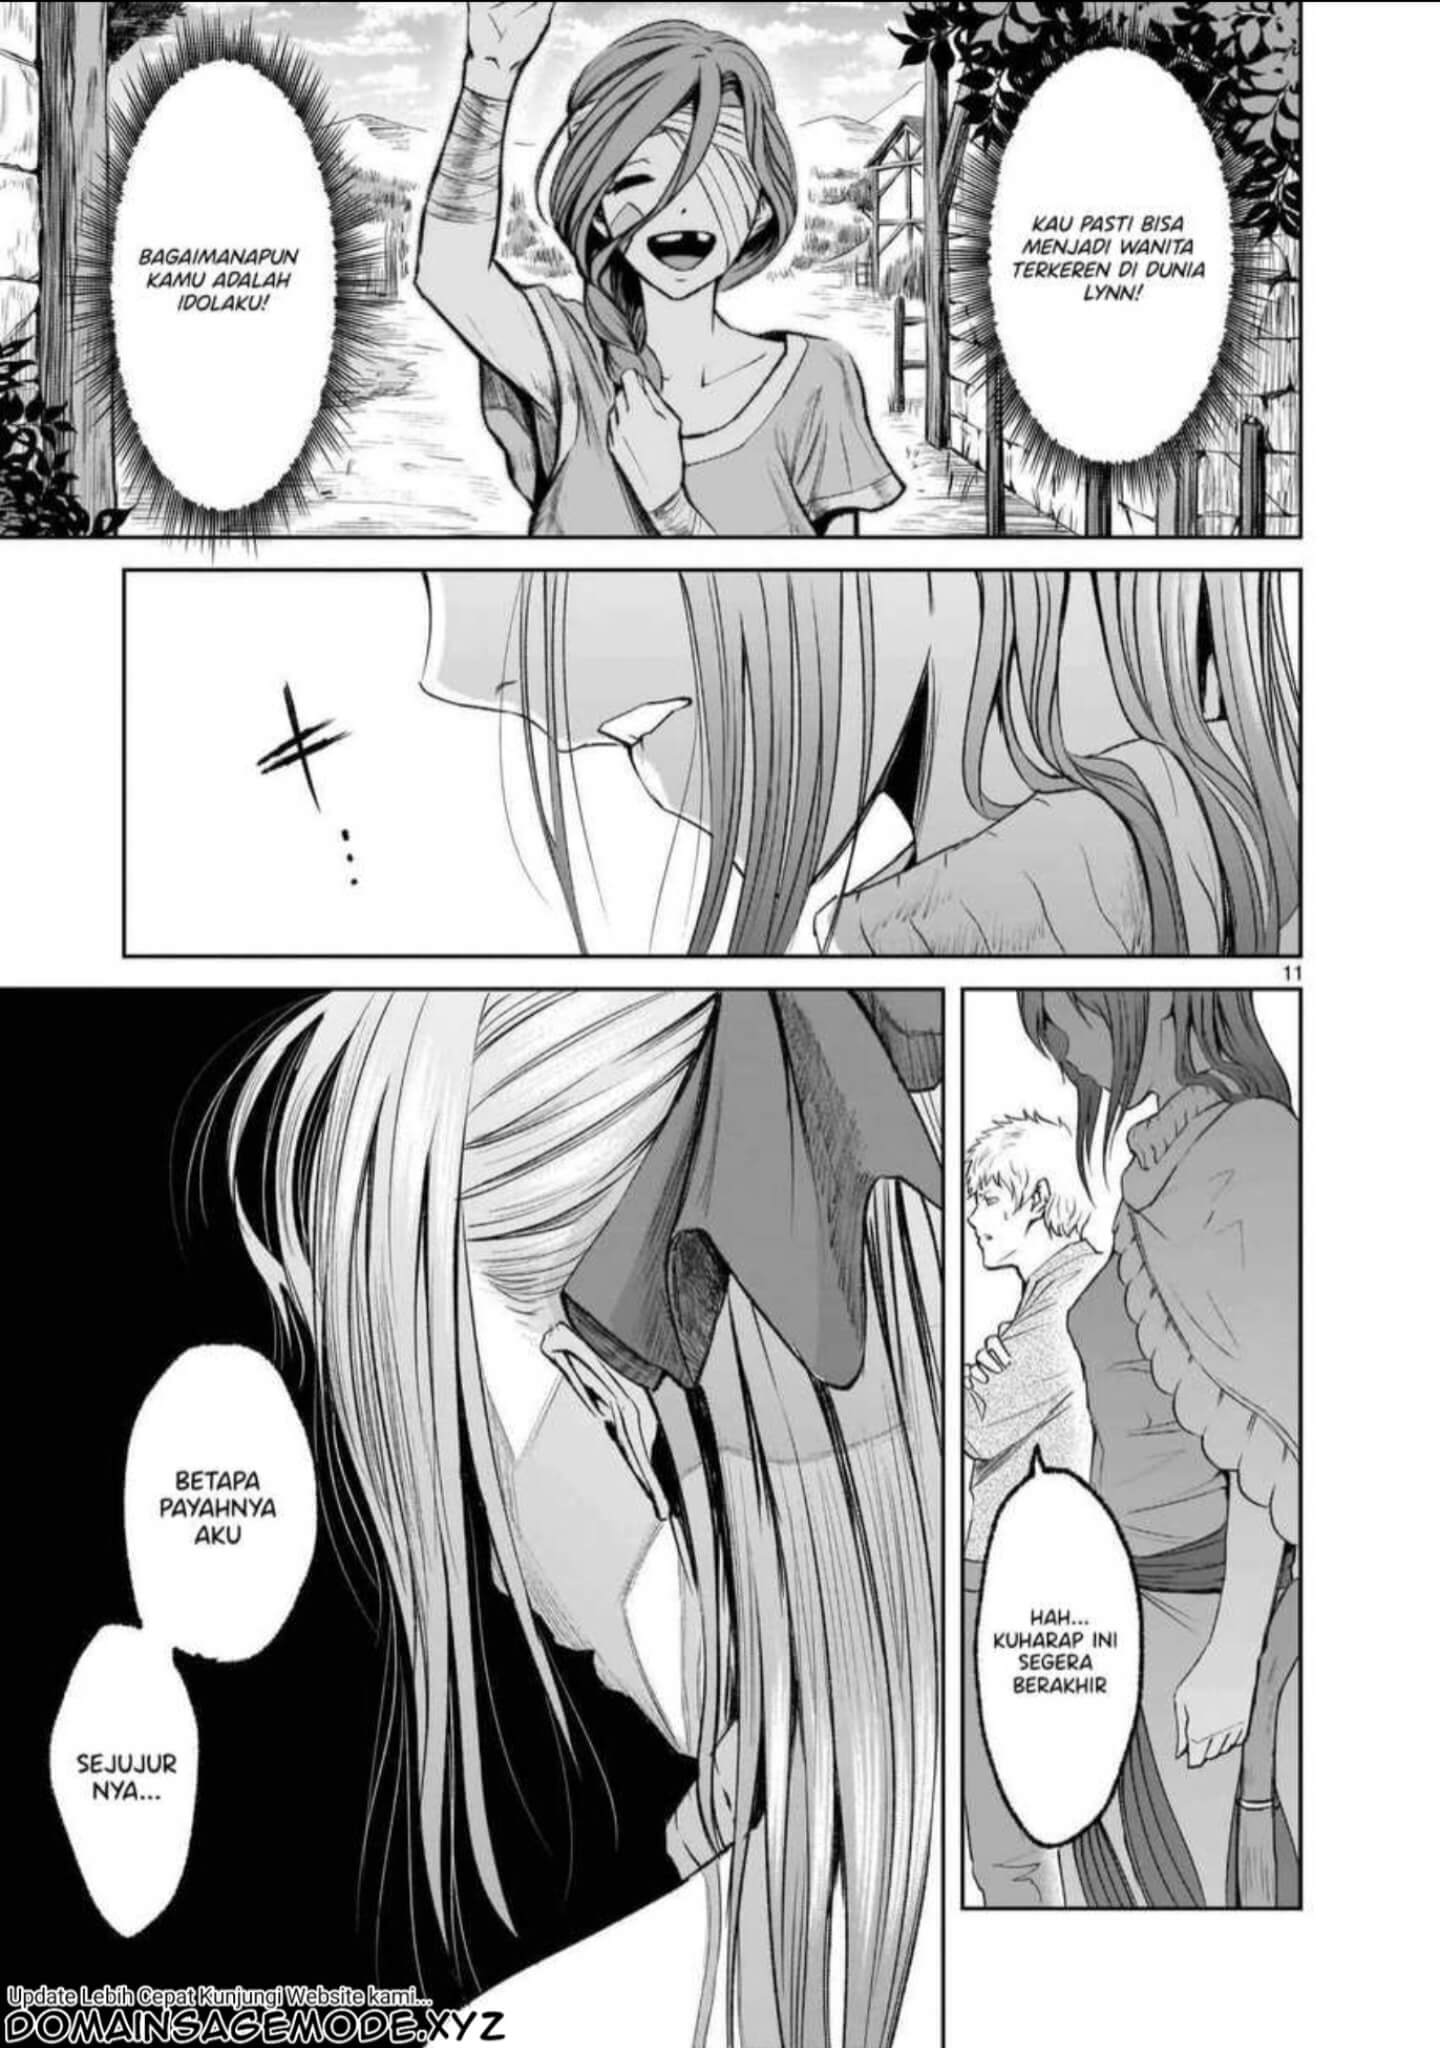 KAU PASTI BISA
MENJADI WANITA
TERKEREN DI DUNIA
LYNN!
BAGAIMANAPUN
KAMU ADALAH
IDOLAKU!
11
HAH...
KUHARAP INI
SEGERA
BERAKHIR
BETAPA
PAYAHNYA
AKU
SEJUJUR
NYA...
Update Lebih Cepat Kunjungi Website kami...
DOMAINSAGEMODE.XYZ